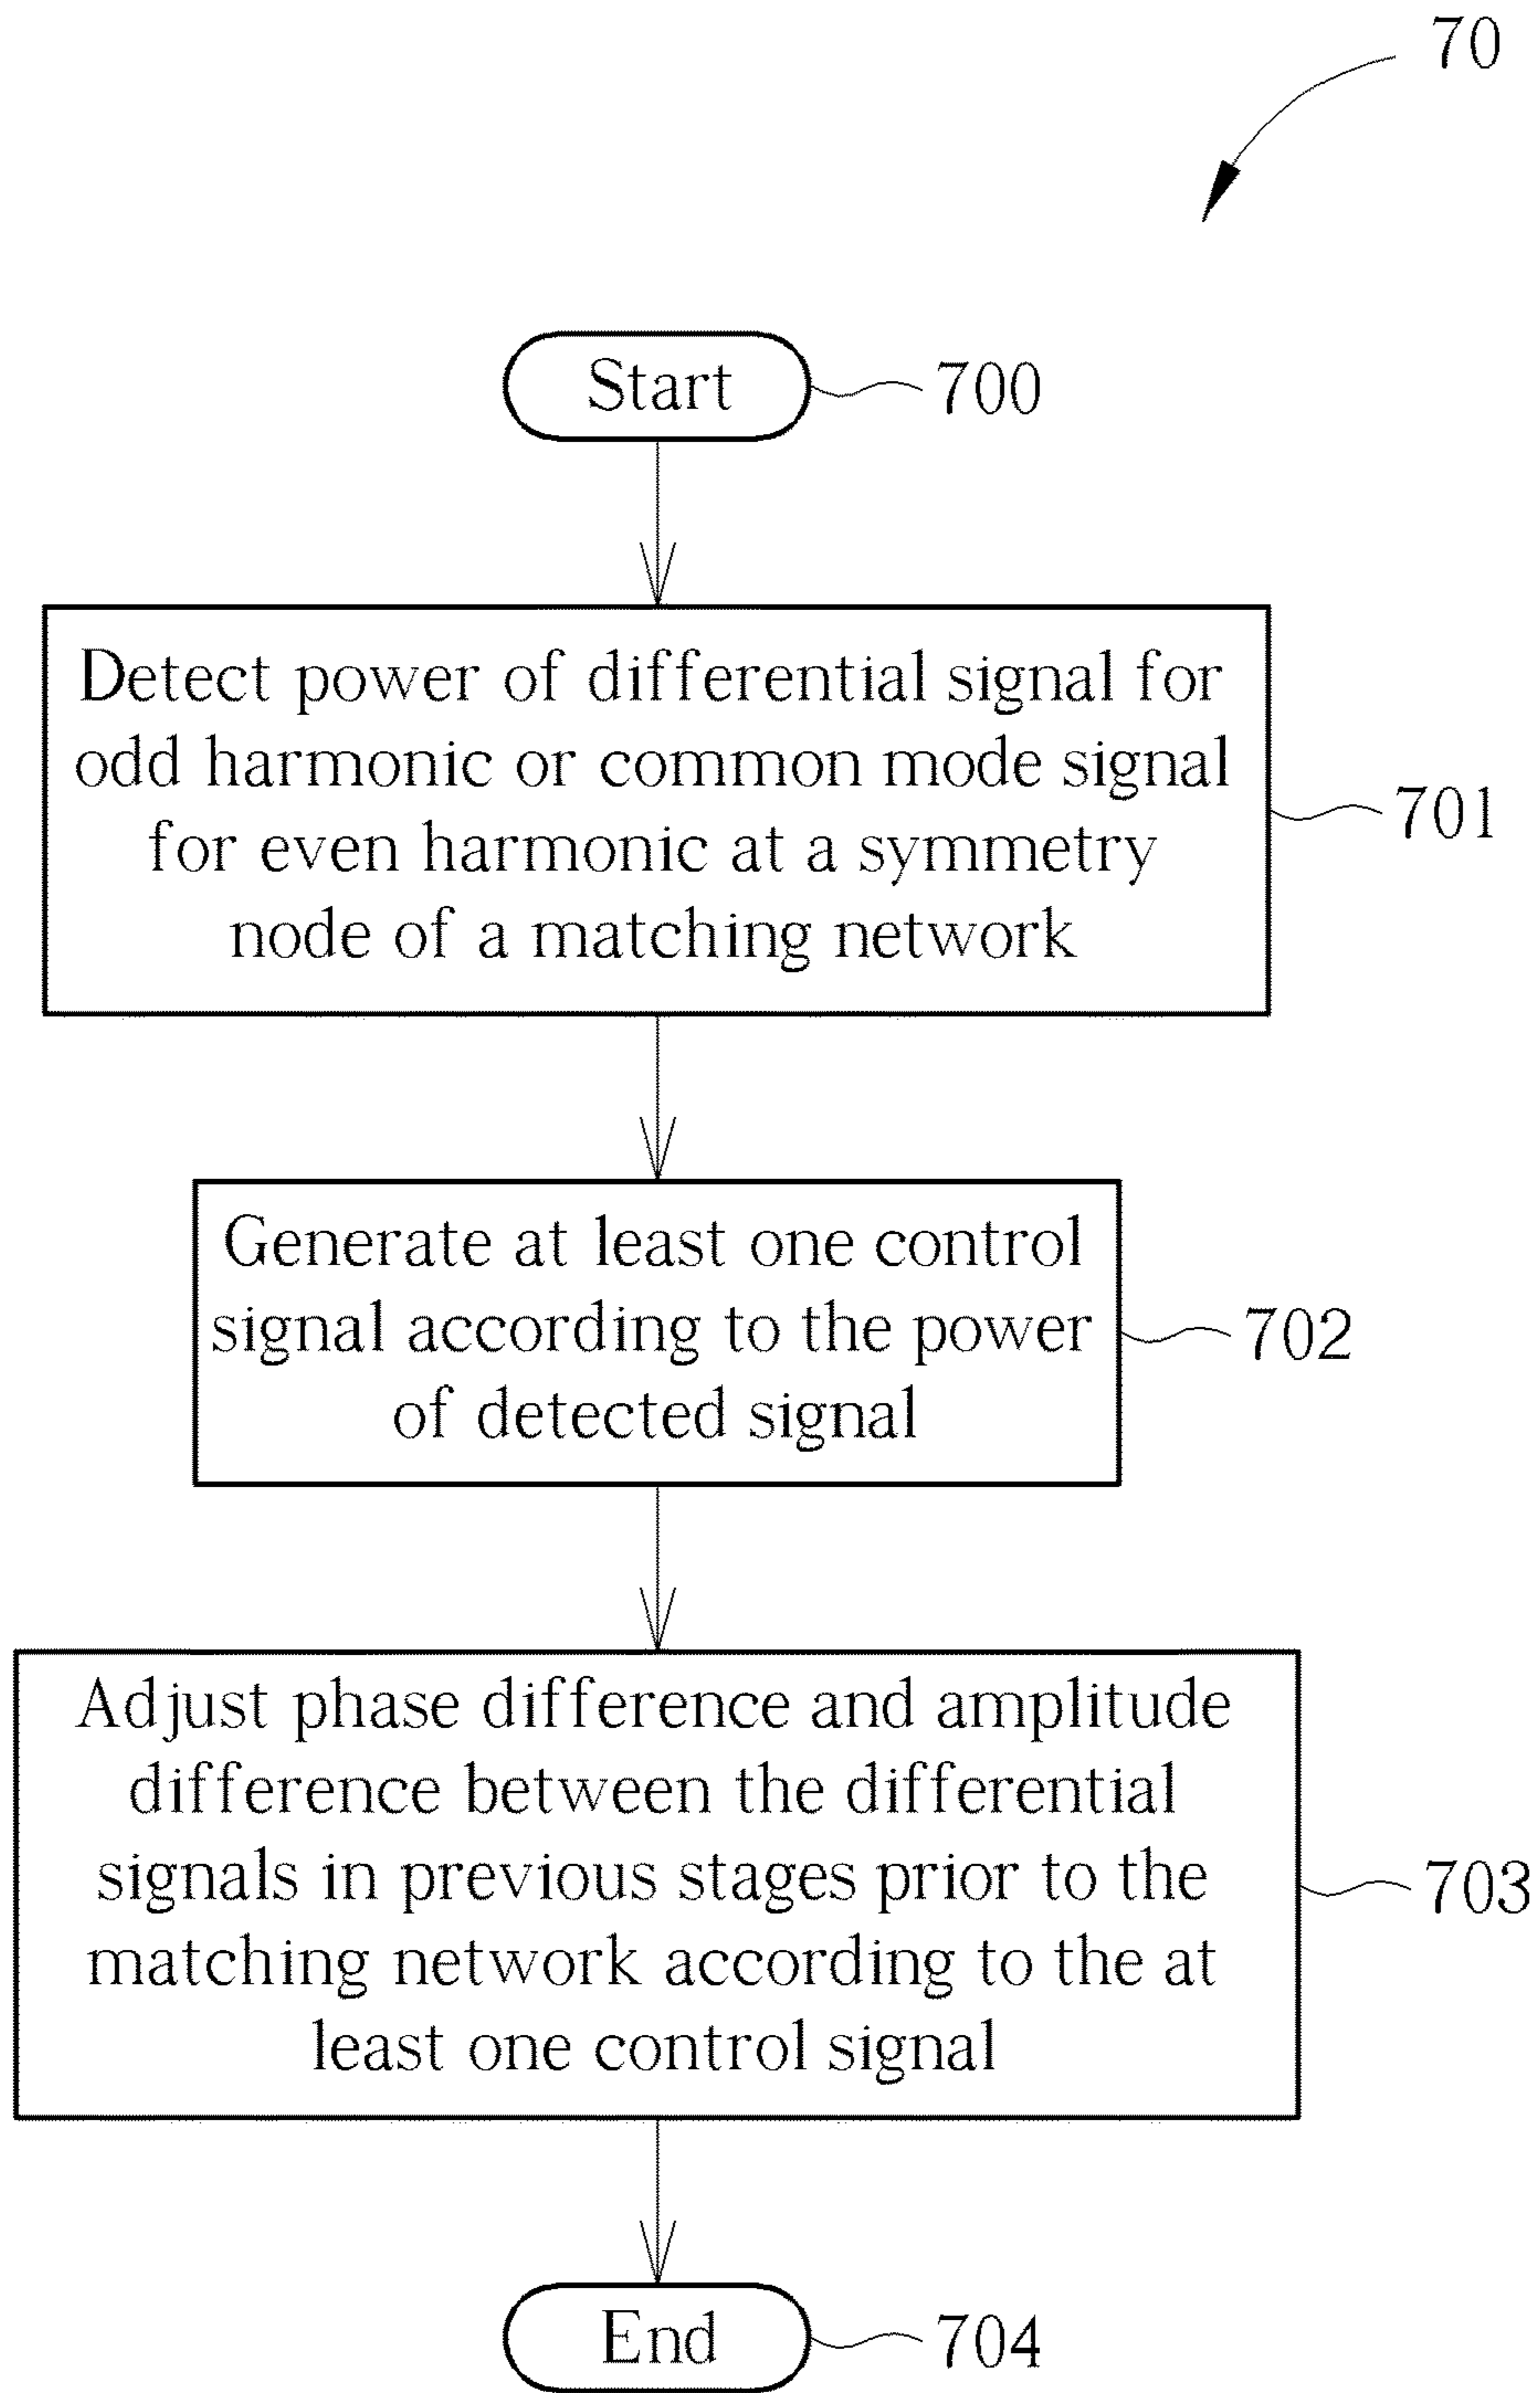 70
Start
700
Detect power of differential signal for
odd harmonic or common mode signal
for even harmonic at a symmetry
node of a matching network
701
Generate at least one control
signal according to the power
of detected signal
702
Adjust phase difference and amplitude
difference between the differential
signals in previous stages prior to the
matching network according to the at
least one control signal
703
End
704